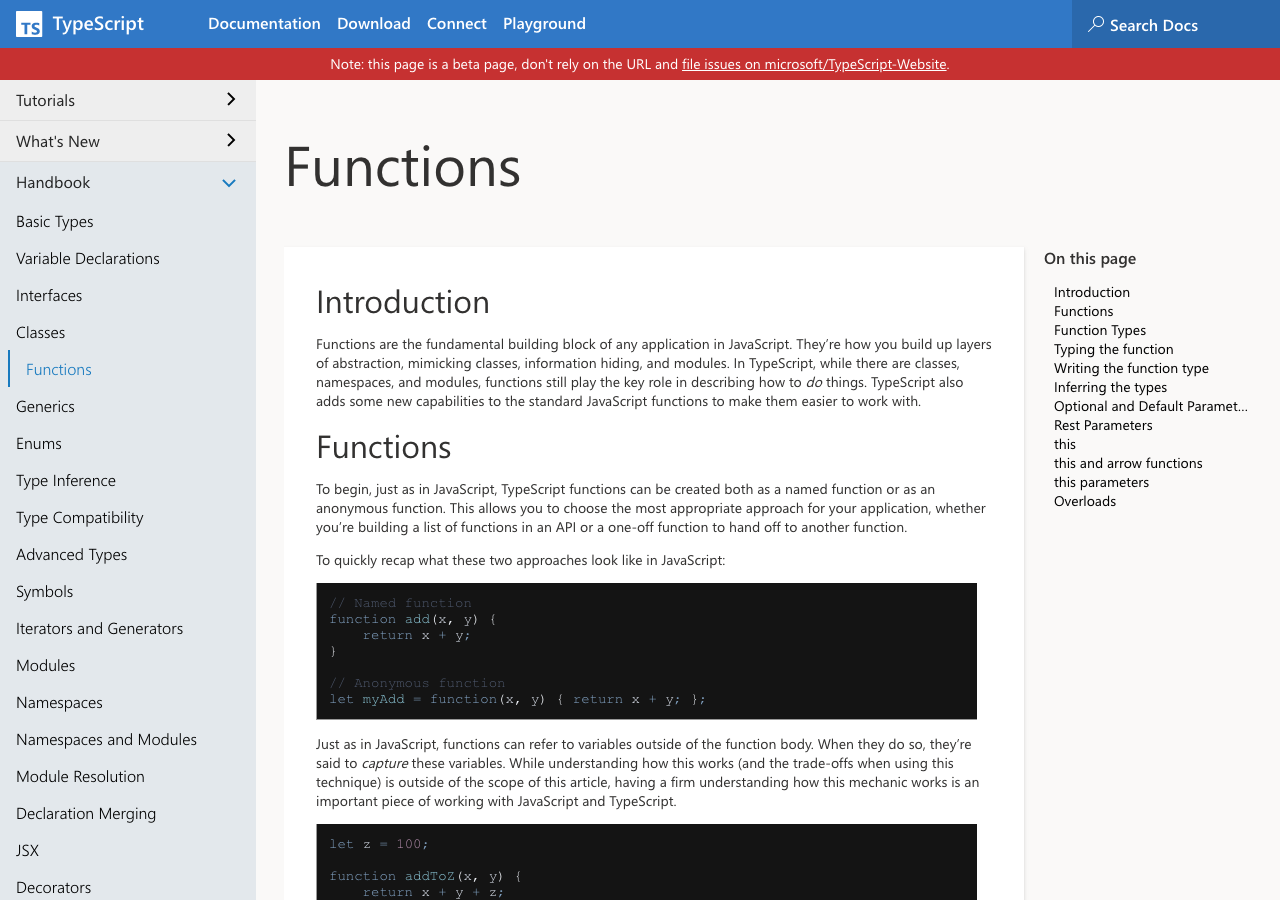 TS TypeScript
Documentation Download Connect Playground
Search Docs
Note: this page is a beta page, don't rely on the URL and file issues on microsoft/TypeScript-Website.
Tutorials
What's New
Handbook
Basic Types
Variable Declarations
Interfaces
Classes
Functions
Generics
Enums
Type Inference
Type Compatibility
Advanced Types
Symbols
Iterators and Generators
Modules
Namespaces
Namespaces and Modules
Module Resolution
Declaration Merging
JSX
Decorators
Functions
Introduction
Functions are the fundamental building block of any application in JavaScript. They’re how you build up layers
of abstraction, mimicking classes, information hiding, and modules. In TypeScript, while there are classes,
namespaces, and modules, functions still play the key role in describing how to do things. TypeScript also
adds some new capabilities to the standard JavaScript functions to make them easier to work with.
Functions
To begin, just as in JavaScript, TypeScript functions can be created both as a named function or as an
anonymous function. This allows you to choose the most appropriate approach for your application, whether
you’re building a list of functions in an API or a one-off function to hand off to another function.
To quickly recap what these two approaches look like in JavaScript:
// Named function
function add(x, y) {
    return x + y;
}
// Anonymous function
let myAdd = function(x, y) { return x + y; };
Just as in JavaScript, functions can refer to variables outside of the function body. When they do so, they’re
said to capture these variables. While understanding how this works (and the trade-offs when using this
technique) is outside of the scope of this article, having a firm understanding how this mechanic works is an
important piece of working with JavaScript and TypeScript.
let z = 100;
function addToZ(x, y) {
    return x + y + z;
On this page
Introduction
Functions
Function Types
Typing the function
Writing the function type
Inferring the types
Optional and Default Paramet...
Rest Parameters
this
this and arrow functions
this parameters
Overloads